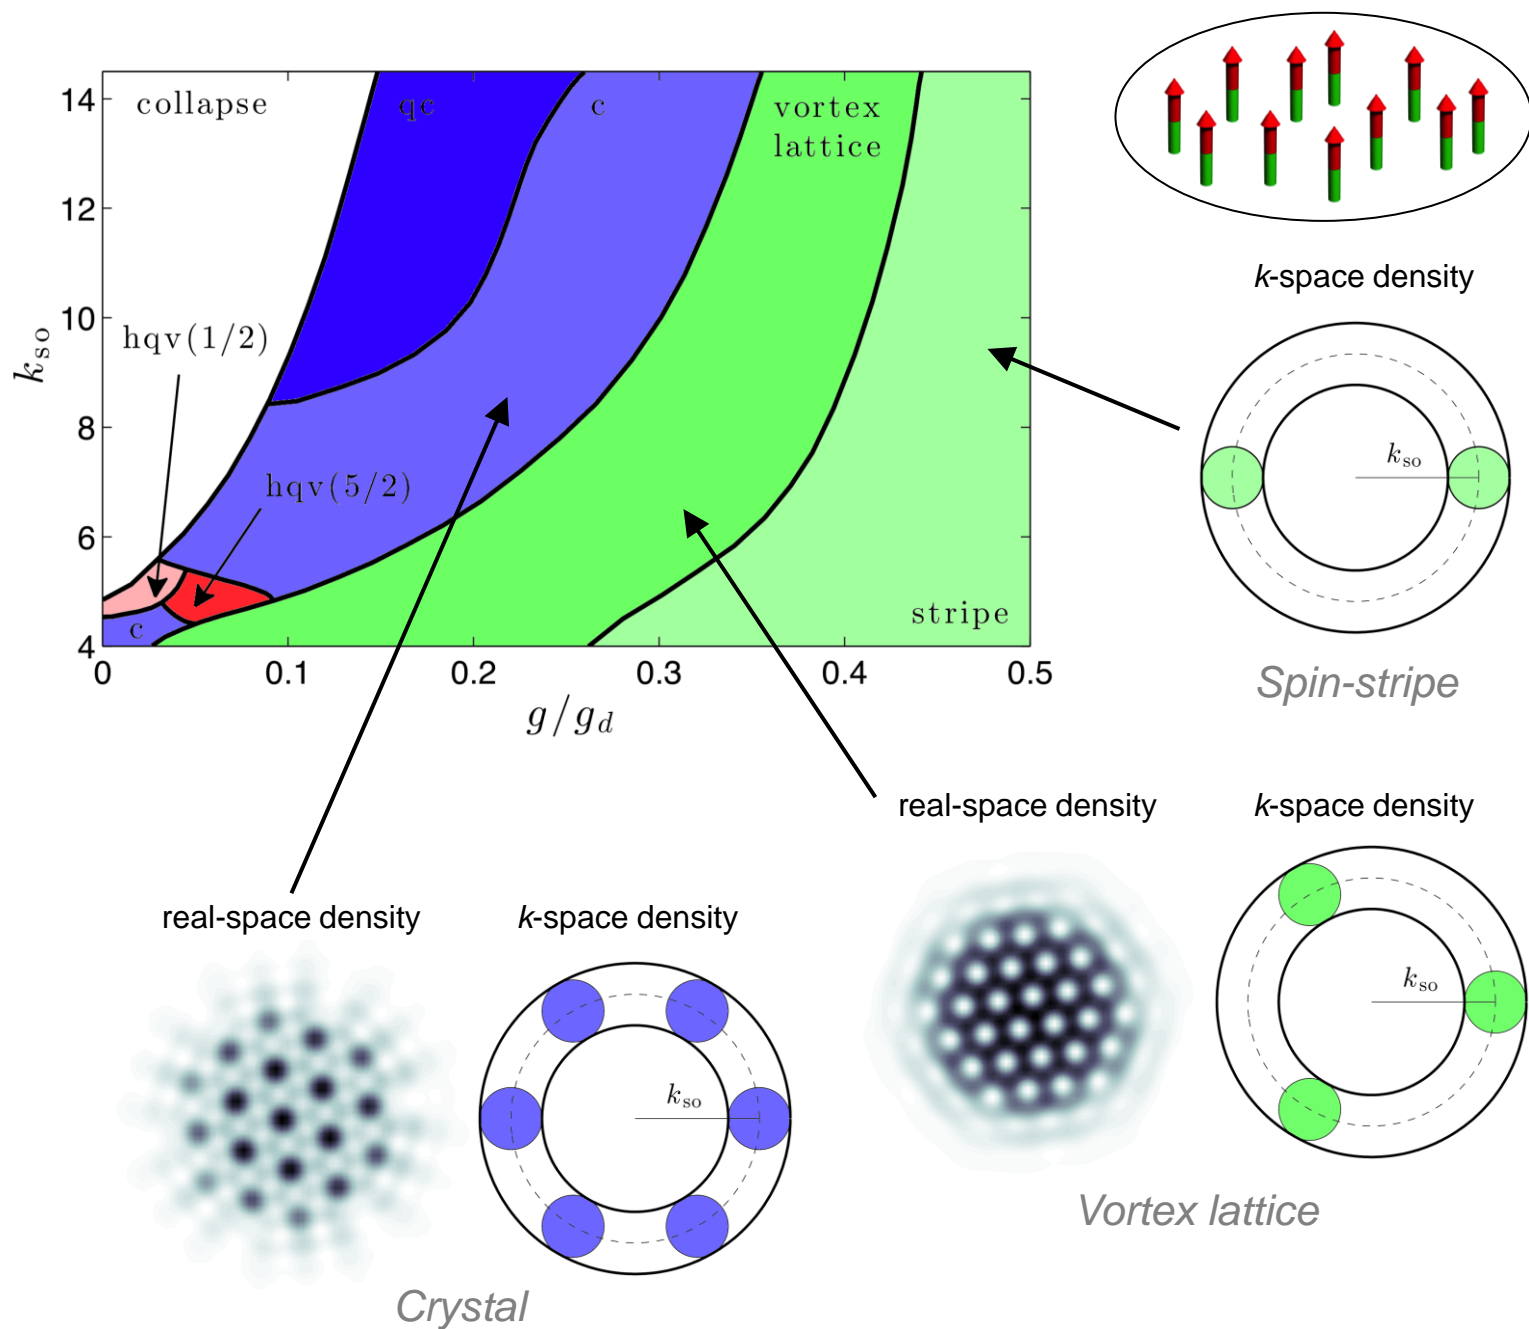 collapse
qc
c
vortex
lattice
hqv(1/2)
hqv(5/2)
c
stripe
14
12
10
8
6
4
0
0.1
0.2
0.3
0.4
0.5
k_so
g/g_d
k-space density
k_so
Spin-stripe
real-space density
k-space density
k_so
Vortex lattice
real-space density
k-space density
k_so
Crystal